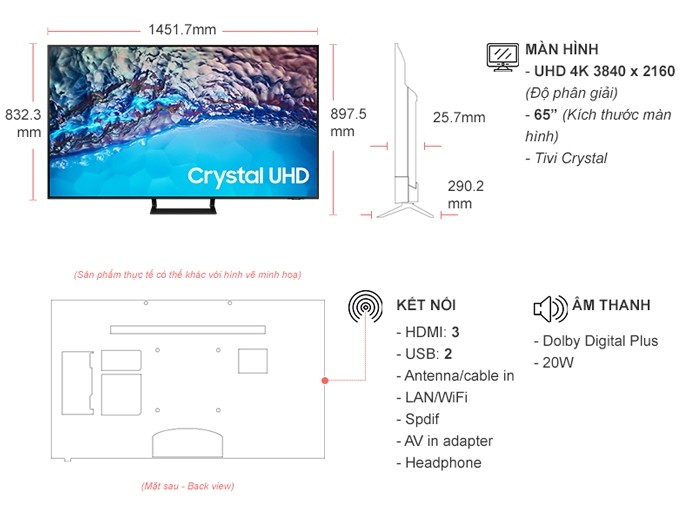 1451.7mm
832.3
mm
Crystal UHD
897.5
mm
25.7mm
290.2
mm
MÀN HÌNH
- UHD 4K 3840 x 2160
(Độ phân giải)
- 65” (Kích thước màn
hình)
- Tivi Crystal
(Sản phẩm thực tế có thể khác với hình vẽ minh hoạ)
(Mặt sau - Back view)
KẾT NỐI
- HDMI: 3
- USB: 2
- Antenna/cable in
- LAN/WiFi
- Spdif
- AV in adapter
- Headphone
ÂM THANH
- Dolby Digital Plus
- 20W